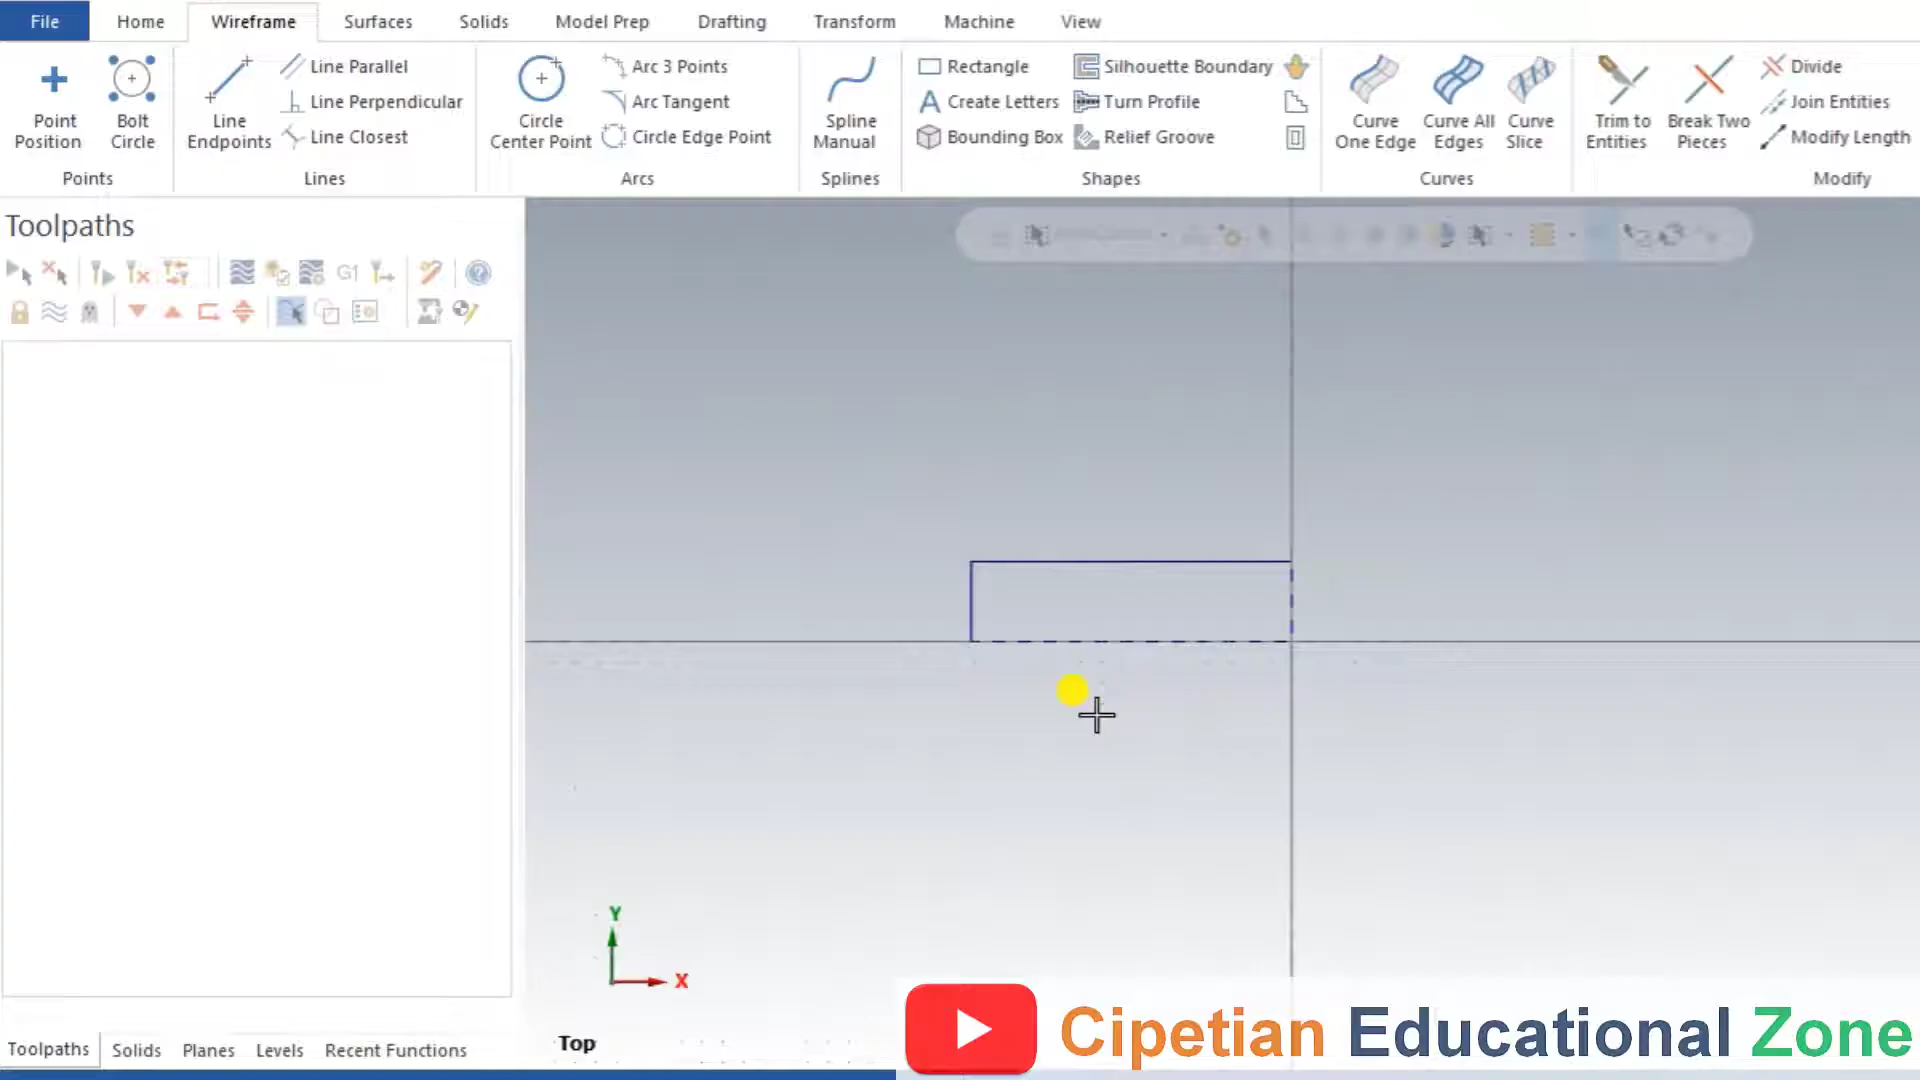 File Home Wireframe Surfaces Solids Model Prep Drafting Transform Machine View
Point Position
Bolt Circle
Points
Line Endpoints
Line Parallel
Line Perpendicular
Line Closest
Lines
Circle Center Point
Arc 3 Points
Arc Tangent
Circle Edge Point
Arcs
Spline Manual
Splines
Rectangle
Create Letters
Bounding Box
Silhouette Boundary
Turn Profile
Relief Groove
Shapes
Curve One Edge
Curve All Edges
Curve Slice
Curves
Trim to Entities
Break Two Pieces
Divide
Join Entities
Modify Length
Modify
Toolpaths
G1
Y
X
Top
Toolpaths Solids Planes Levels Recent Functions
Cipetian Educational Zone